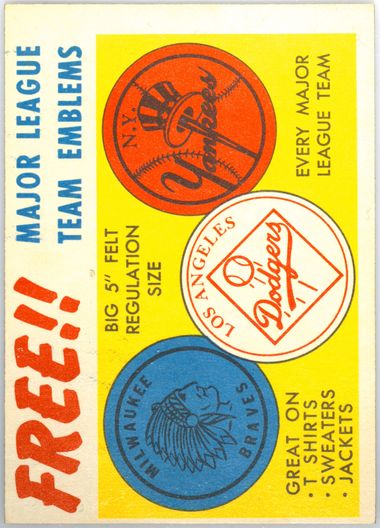 FREE!!
MAJOR LEAGUE
TEAM EMBLEMS
BIG 5" FELT
REGULATION
SIZE
N.Y.
Yankees
LOS ANGELES
Dodgers
MILWAUKEE
BRAVES
EVERY MAJOR
LEAGUE TEAM
GREAT ON
• T SHIRTS
• SWEATERS
• JACKETS